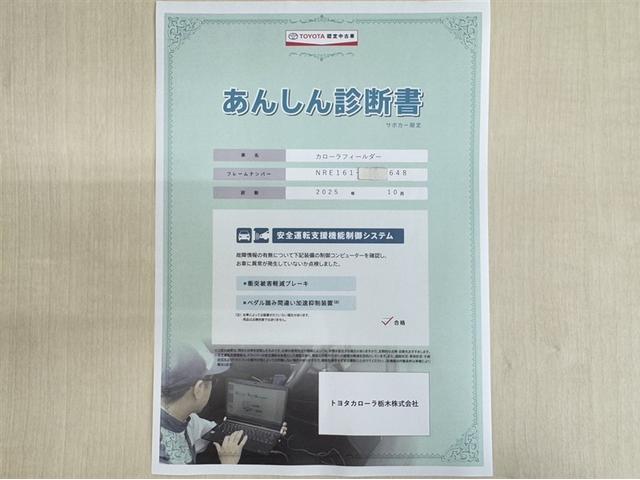 TOYOTA 認定中古車
あんしん診断書
サポカー限定
車名 カローラフィールダー
フレームナンバー NRE161- 648
診断 2025 年 10 月
安全運転支援機能制御システム
故障情報の有無について下記装備の制御コンピューターを確認し、
お車に異常が発生していないか点検しました。
衝突被害軽減ブレーキ
ペダル踏み間違い加速抑制装置(注)
合格
トヨタカローラ栃木株式会社